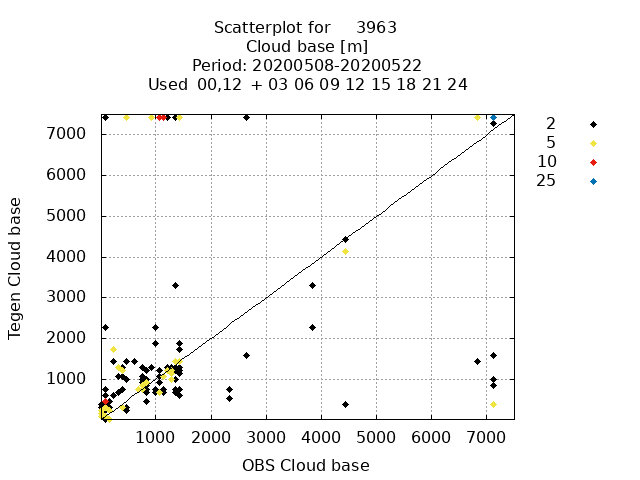 Scatterplot for 3963
Cloud base [m]
Period: 20200508-20200522
Used 00,12 + 03 06 09 12 15 18 21 24
7000
6000
5000
4000
3000
2000
1000
Tegen Cloud base
1000 2000 3000 4000 5000 6000 7000
OBS Cloud base
2
5
10
25